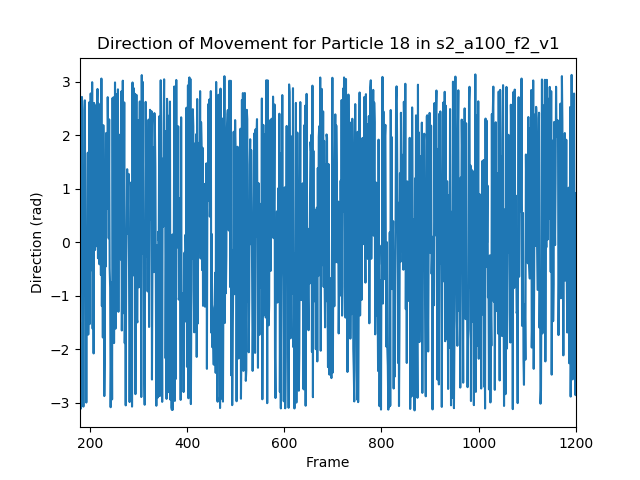 Direction of Movement for Particle 18 in s2_a100_f2_v1
3
2
1
0
−1
−2
−3
Direction (rad)
200 400 600 800 1000 1200
Frame